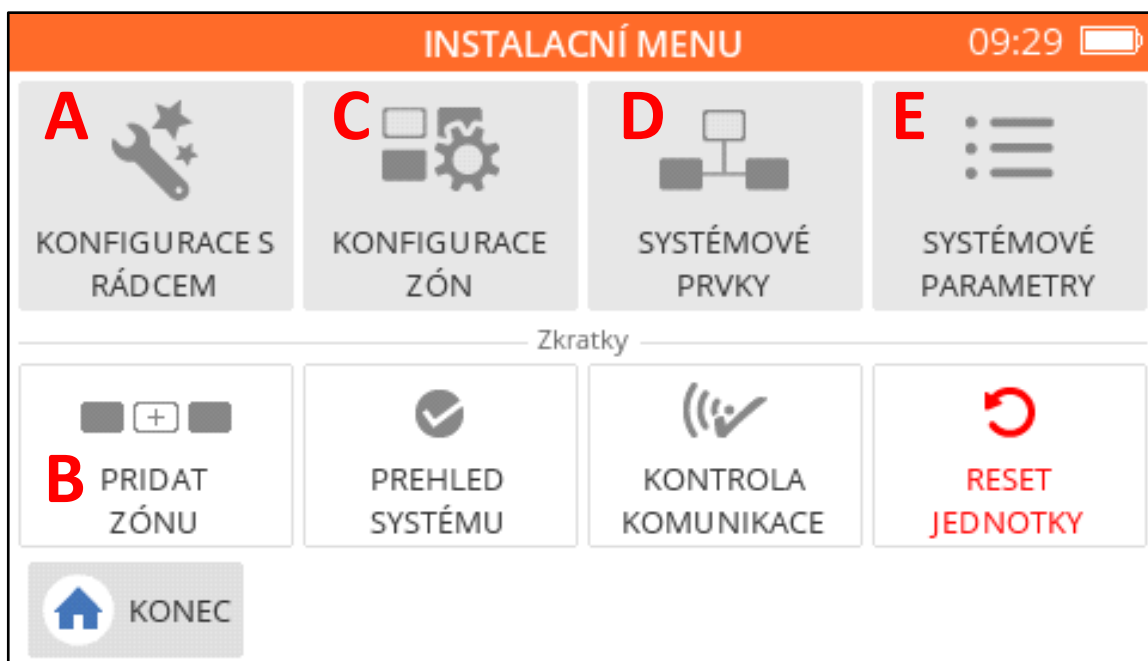 INSTALACNÍ MENU 09:29
A C D E
KONFIGURACE S KONFIGURACE SYSTÉMOVÉ SYSTÉMOVÉ
RÁDCEM ZÓN PRVKY PARAMETRY
Zkratky
B PRIDAT PREHLED KONTROLA RESET
ZÓNU SYSTÉMU KOMUNIKACE JEDNOTKY
KONEC